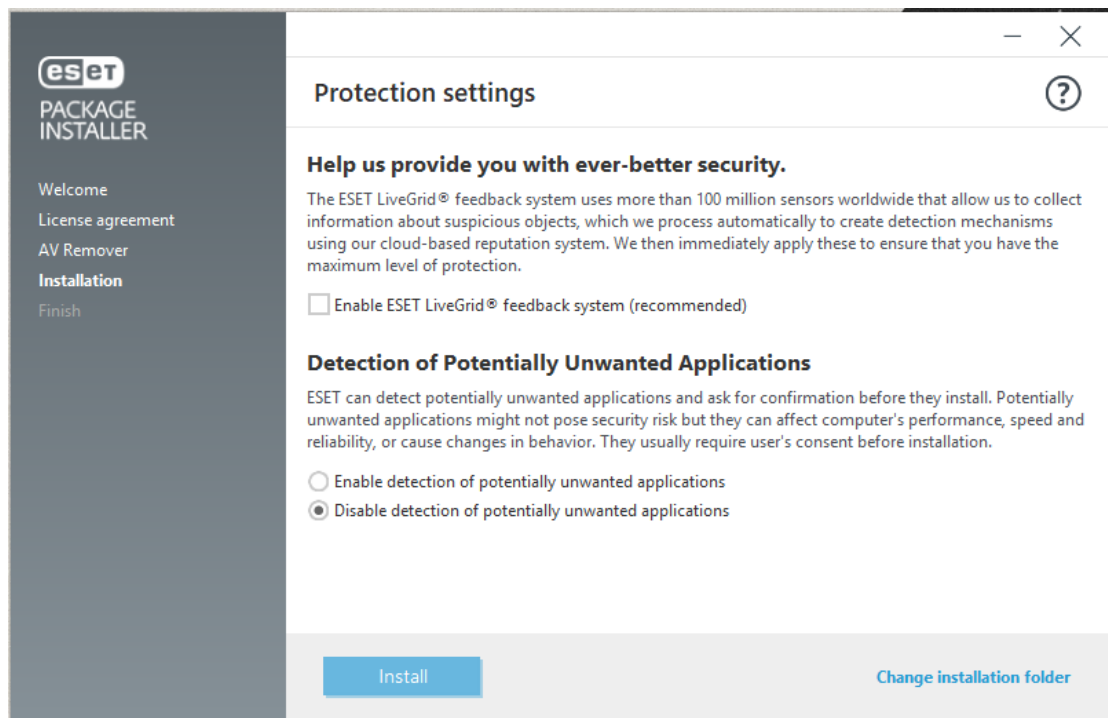 eseT
PACKAGE
INSTALLER
Welcome
License agreement
AV Remover
Installation
Finish
Protection settings
?
Help us provide you with ever-better security.
The ESET LiveGrid® feedback system uses more than 100 million sensors worldwide that allow us to collect
information about suspicious objects, which we process automatically to create detection mechanisms
using our cloud-based reputation system. We then immediately apply these to ensure that you have the
maximum level of protection.
Enable ESET LiveGrid® feedback system (recommended)
Detection of Potentially Unwanted Applications
ESET can detect potentially unwanted applications and ask for confirmation before they install. Potentially
unwanted applications might not pose security risk but they can affect computer's performance, speed and
reliability, or cause changes in behavior. They usually require user's consent before installation.
Enable detection of potentially unwanted applications
Disable detection of potentially unwanted applications
Install
Change installation folder